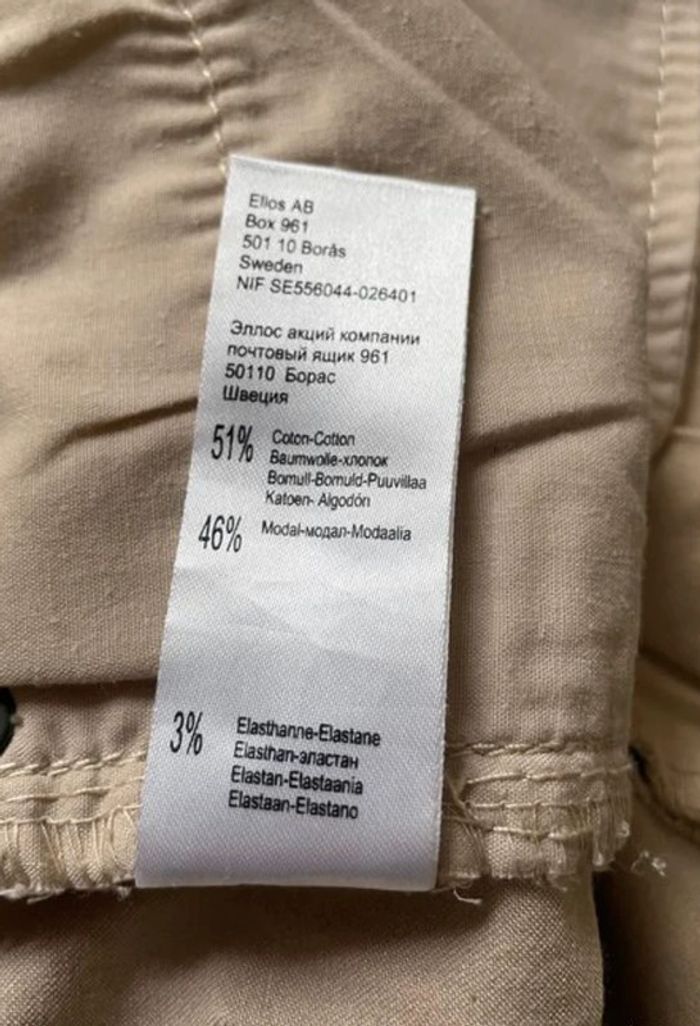 Ellos AB
Box 961
501 10 Borås
Sweden
NIF SE556044-026401
Эллос акций компании
почтовый ящик 961
50110 Борас
Швеция
51% Coton-Cotton
Baumwolle-хлопок
Bomull-Bomuld-Puuvillaa
Katoen- Algodón
46% Modal-модал-Modaalia
3% Elasthanne-Elastane
Elasthan-эластан
Elastan-Elastaania
Elastaan-Elastano